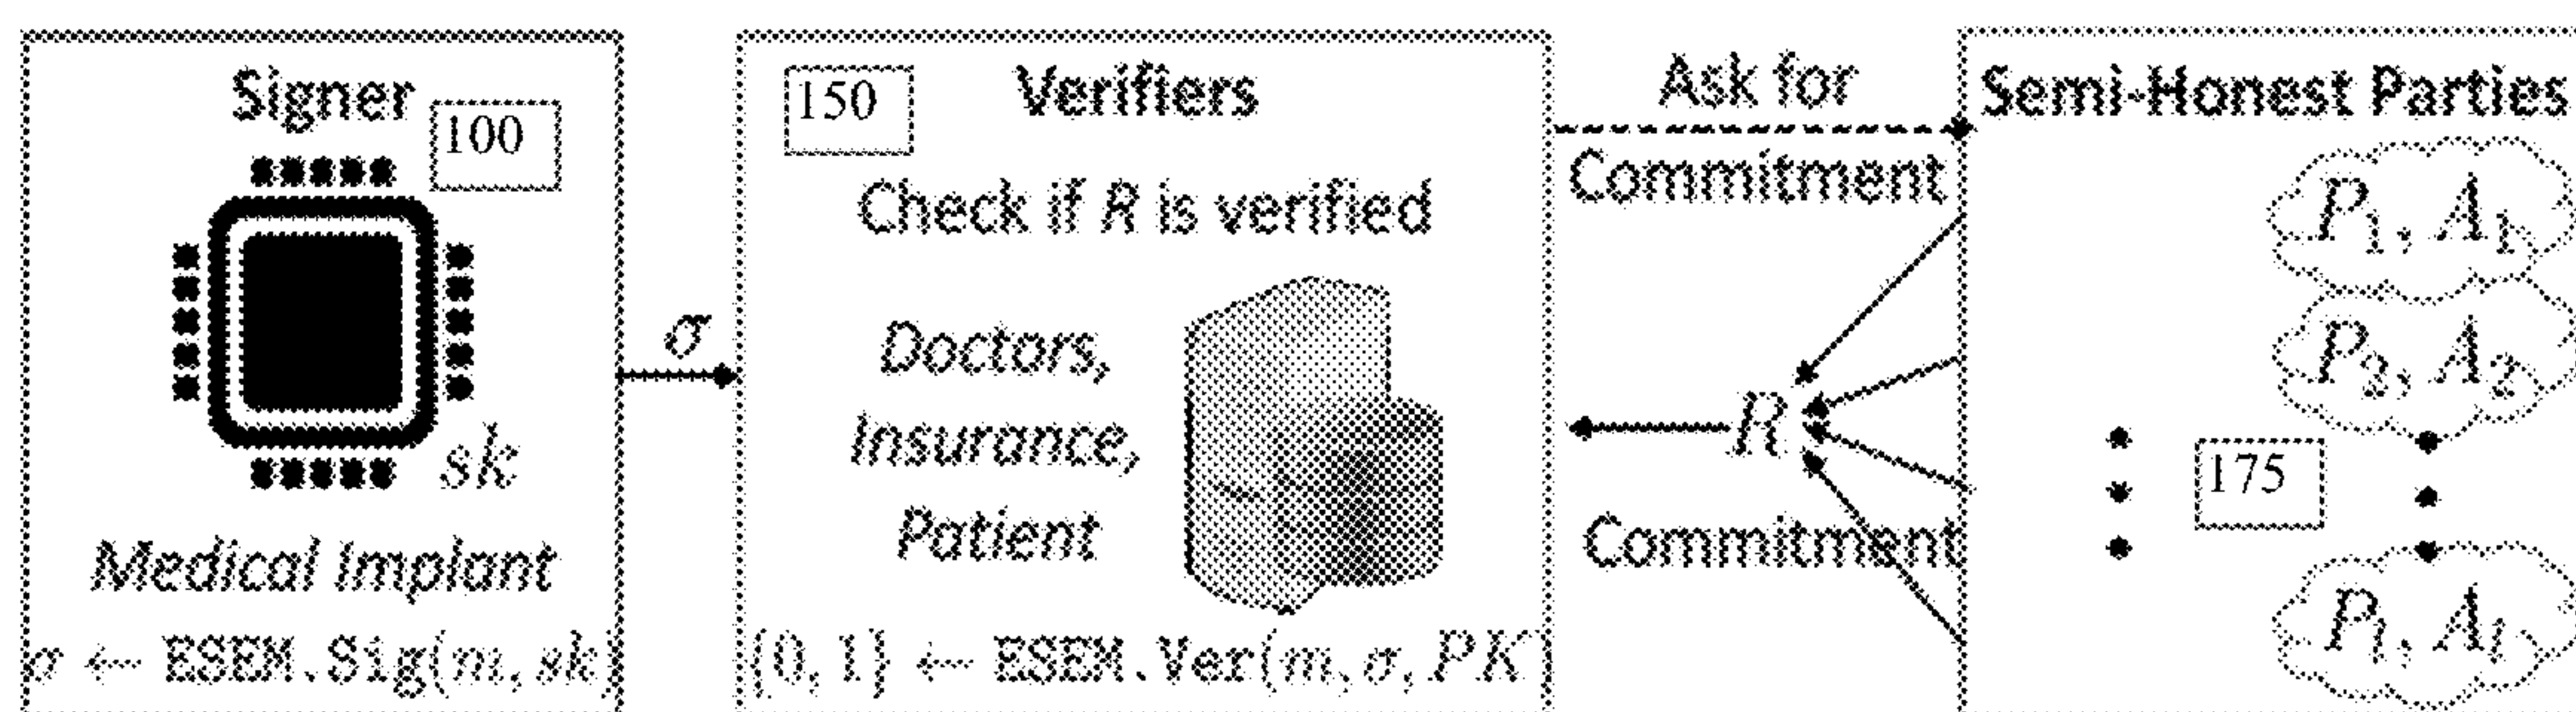 Signer
100
sk
Medical Implant
σ ← ESEM.Sig(m, sk)
σ
150
Verifiers
Check if R is verified
Doctors,
Insurance,
Patient
{0, 1} ← ESEM.Ver(m, σ, PK
Ask for
Commitment
R
Commitment
Semi-Honest Parties
P₁, A₁
P₂, A₂
175
Pₗ, Aₗ